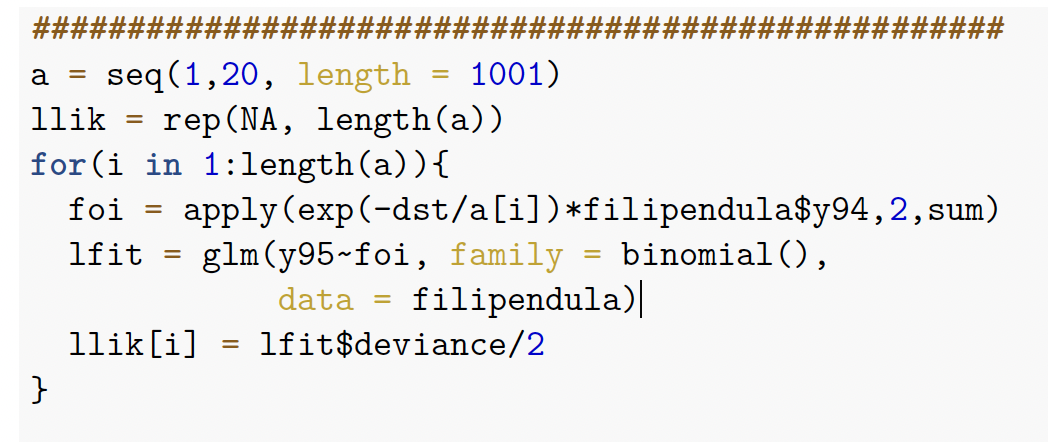 ####################################################
a = seq(1,20, length = 1001)
llik = rep(NA, length(a))
for(i in 1:length(a)){
  foi = apply(exp(-dst/a[i])*filipendula$y94,2,sum)
  lfit = glm(y95~foi, family = binomial(),
             data = filipendula)
  llik[i] = lfit$deviance/2
}